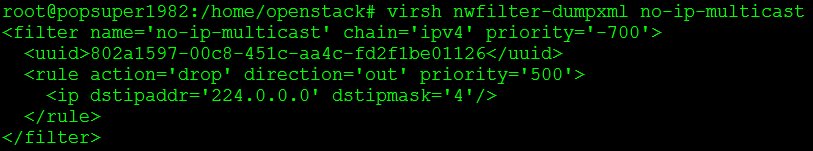 root@popsuper1982:/home/openstack# virsh nwfilter-dumpxml no-ip-multicast
<filter name='no-ip-multicast' chain='ipv4' priority='-700'>
  <uuid>802a1597-00c8-451c-aa4c-fd2f1be01126</uuid>
  <rule action='drop' direction='out' priority='500'>
    <ip dstipaddr='224.0.0.0' dstipmask='4'/>
  </rule>
</filter>